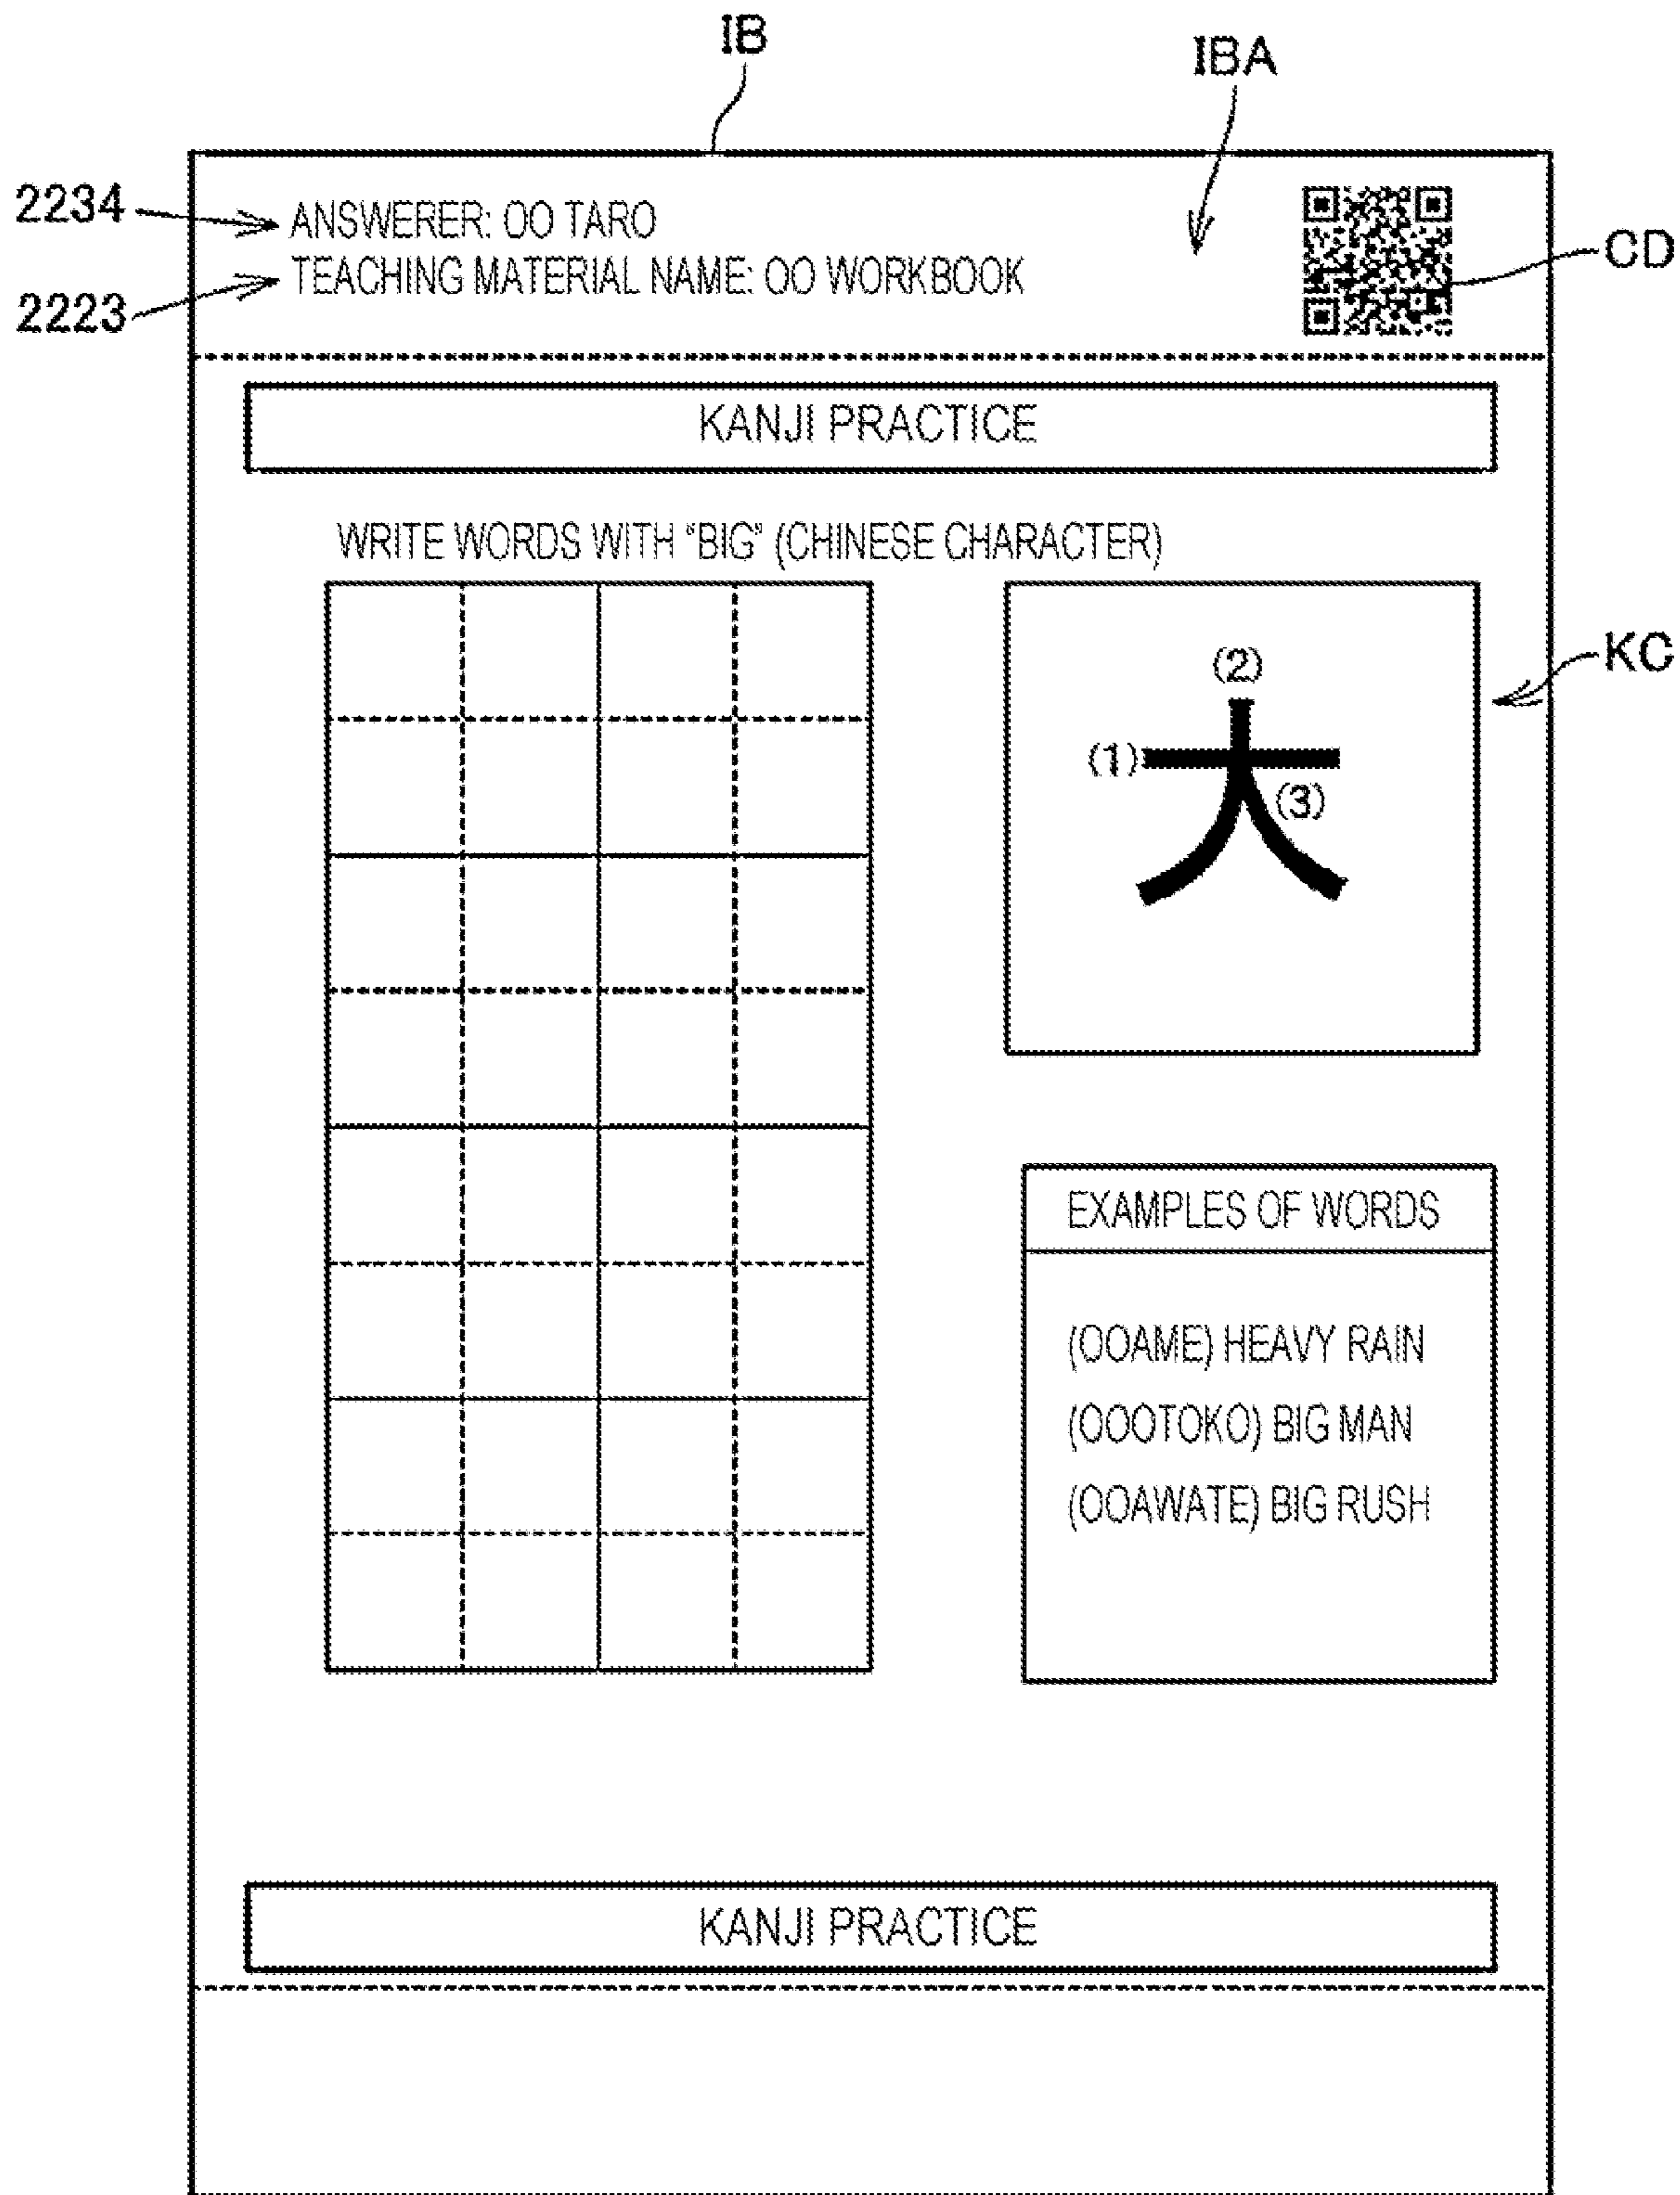 IB
IBA
2234
ANSWERER: OO TARO
2223
TEACHING MATERIAL NAME: OO WORKBOOK
CD
KANJI PRACTICE
WRITE WORDS WITH "BIG" (CHINESE CHARACTER)
KC
(2)
(1)
大
(3)
EXAMPLES OF WORDS
(OOAME) HEAVY RAIN
(OOOTOKO) BIG MAN
(OOAWATE) BIG RUSH
KANJI PRACTICE